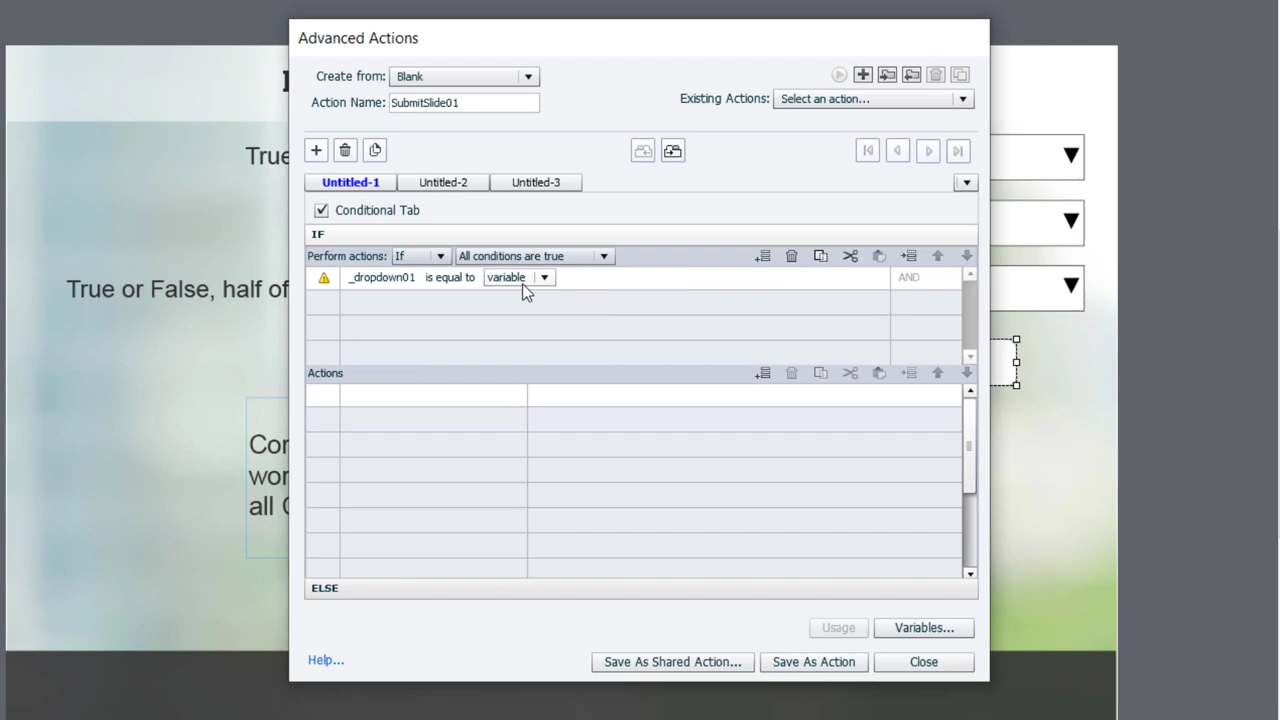 Advanced Actions
Create from: Blank
Action Name: SubmitSlide01
Existing Actions: Select an action...
Untitled-1 Untitled-2 Untitled-3
Conditional Tab
IF
Perform actions: If All conditions are true
_dropdown01 is equal to variable AND
Actions
ELSE
Usage Variables...
Help... Save As Shared Action... Save As Action Close
True
True or False, half of
all